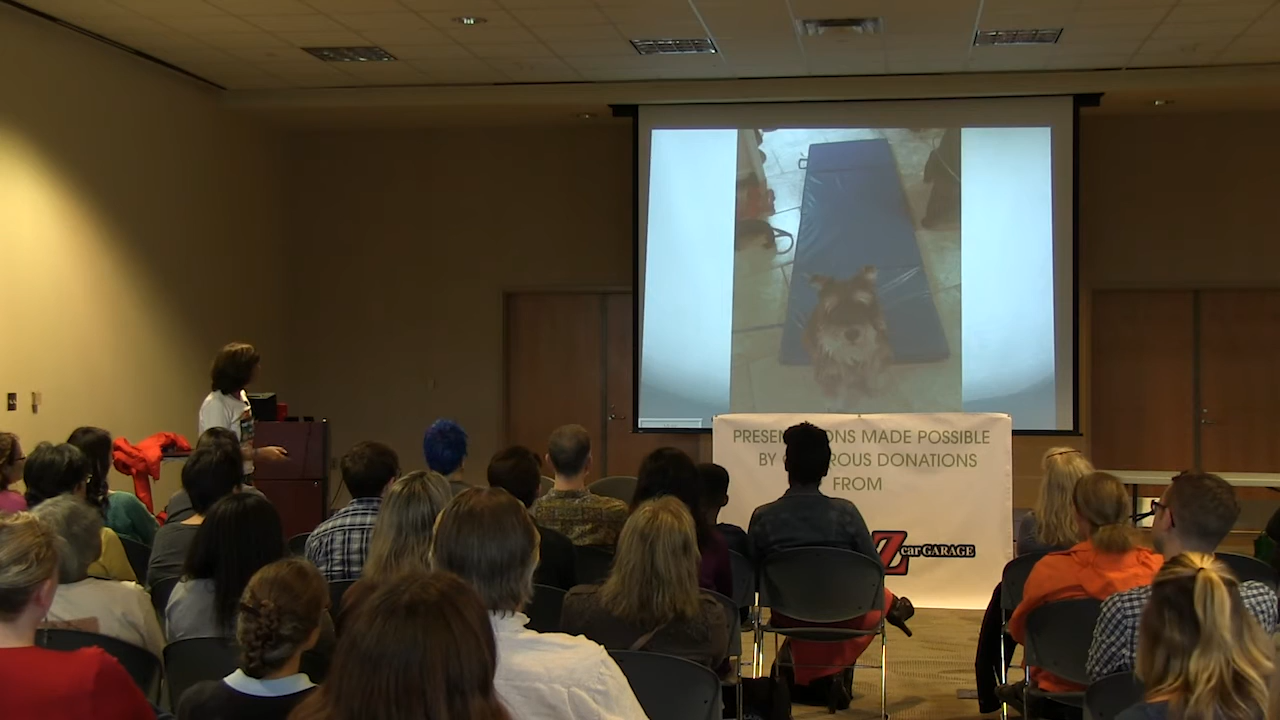 PRESEN IONS MADE POSSIBLE
BY G ROUS DONATIONS
FROM
Z car GARAGE